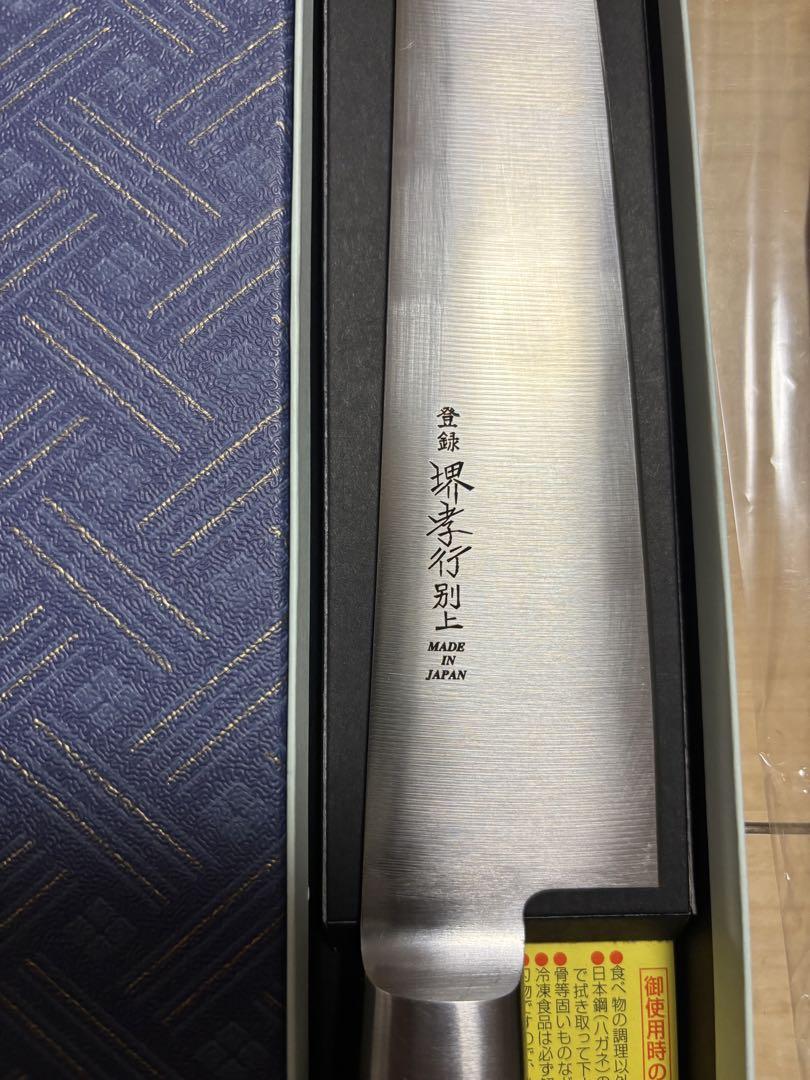 登録
堺孝行
別上
MADE
IN
JAPAN
御使用時の
●食べ物の調理以外
●日本鋼(ハガネ)の
で拭き取って下
●骨等固いものな
●冷凍食品は必ず